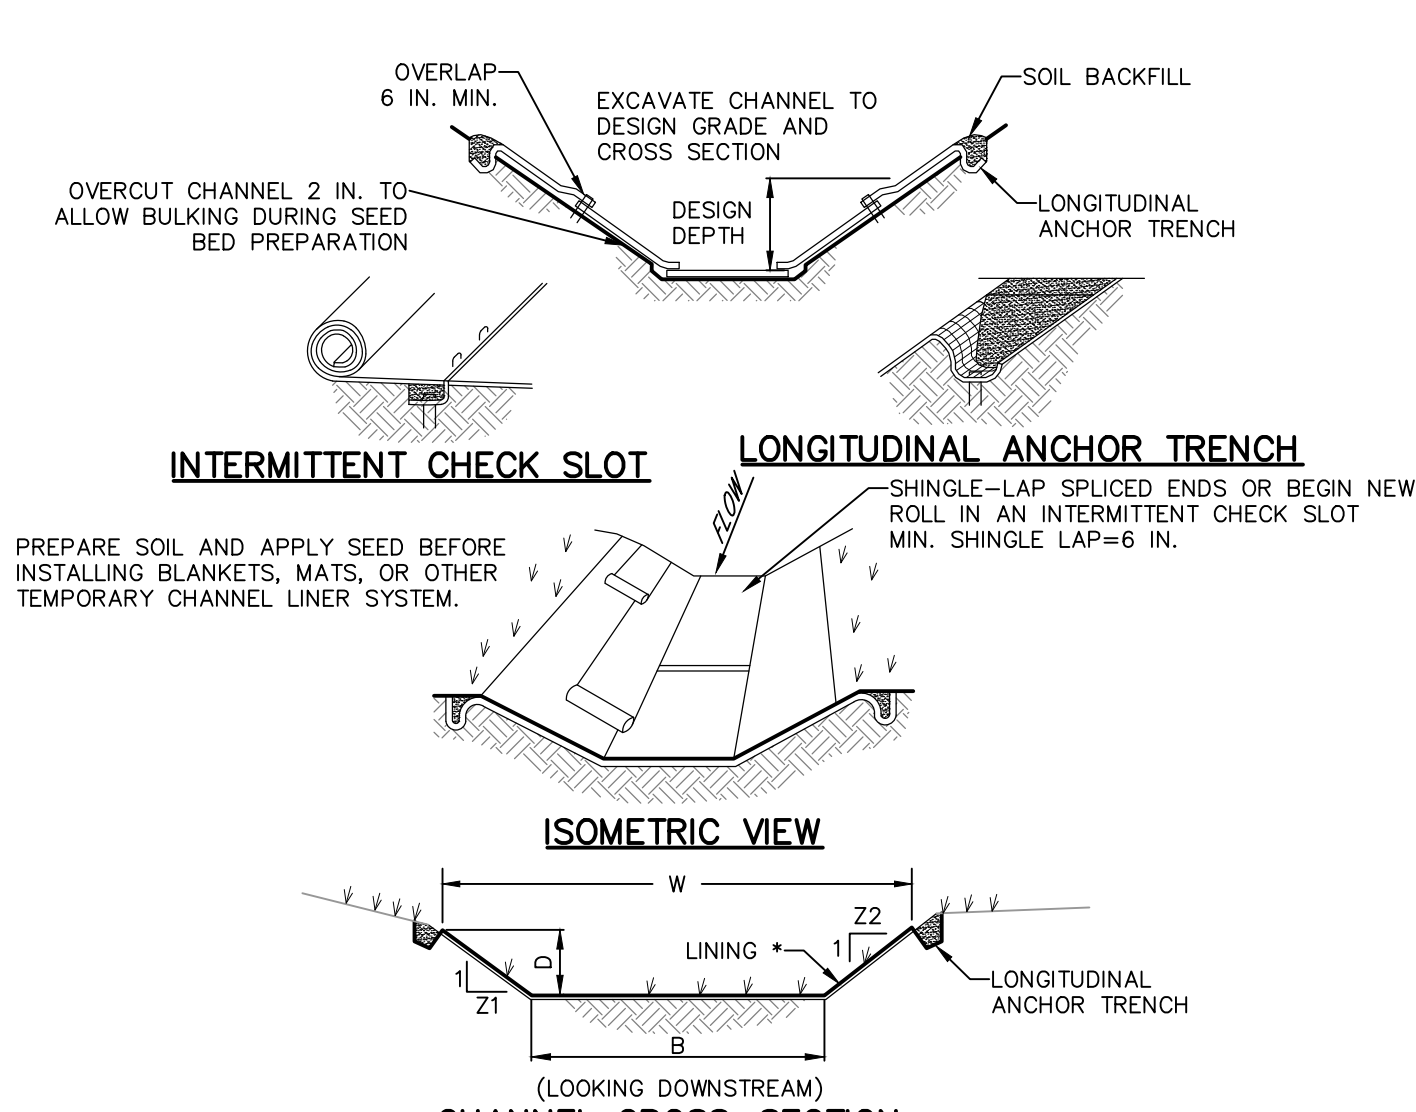 OVERLAP
6 IN. MIN.
EXCAVATE CHANNEL TO
DESIGN GRADE AND
CROSS SECTION
SOIL BACKFILL
OVERCUT CHANNEL 2 IN. TO
ALLOW BULKING DURING SEED
BED PREPARATION
DESIGN
DEPTH
LONGITUDINAL
ANCHOR TRENCH
INTERMITTENT CHECK SLOT
LONGITUDINAL ANCHOR TRENCH
FLOW
SHINGLE-LAP SPLICED ENDS OR BEGIN NEW
ROLL IN AN INTERMITTENT CHECK SLOT
MIN. SHINGLE LAP=6 IN.
PREPARE SOIL AND APPLY SEED BEFORE
INSTALLING BLANKETS, MATS, OR OTHER
TEMPORARY CHANNEL LINER SYSTEM.
ISOMETRIC VIEW
W
Z2
1
D
LINING *
1
Z1
LONGITUDINAL
ANCHOR TRENCH
B
(LOOKING DOWNSTREAM)
CHANNEL CROSS-SECTION